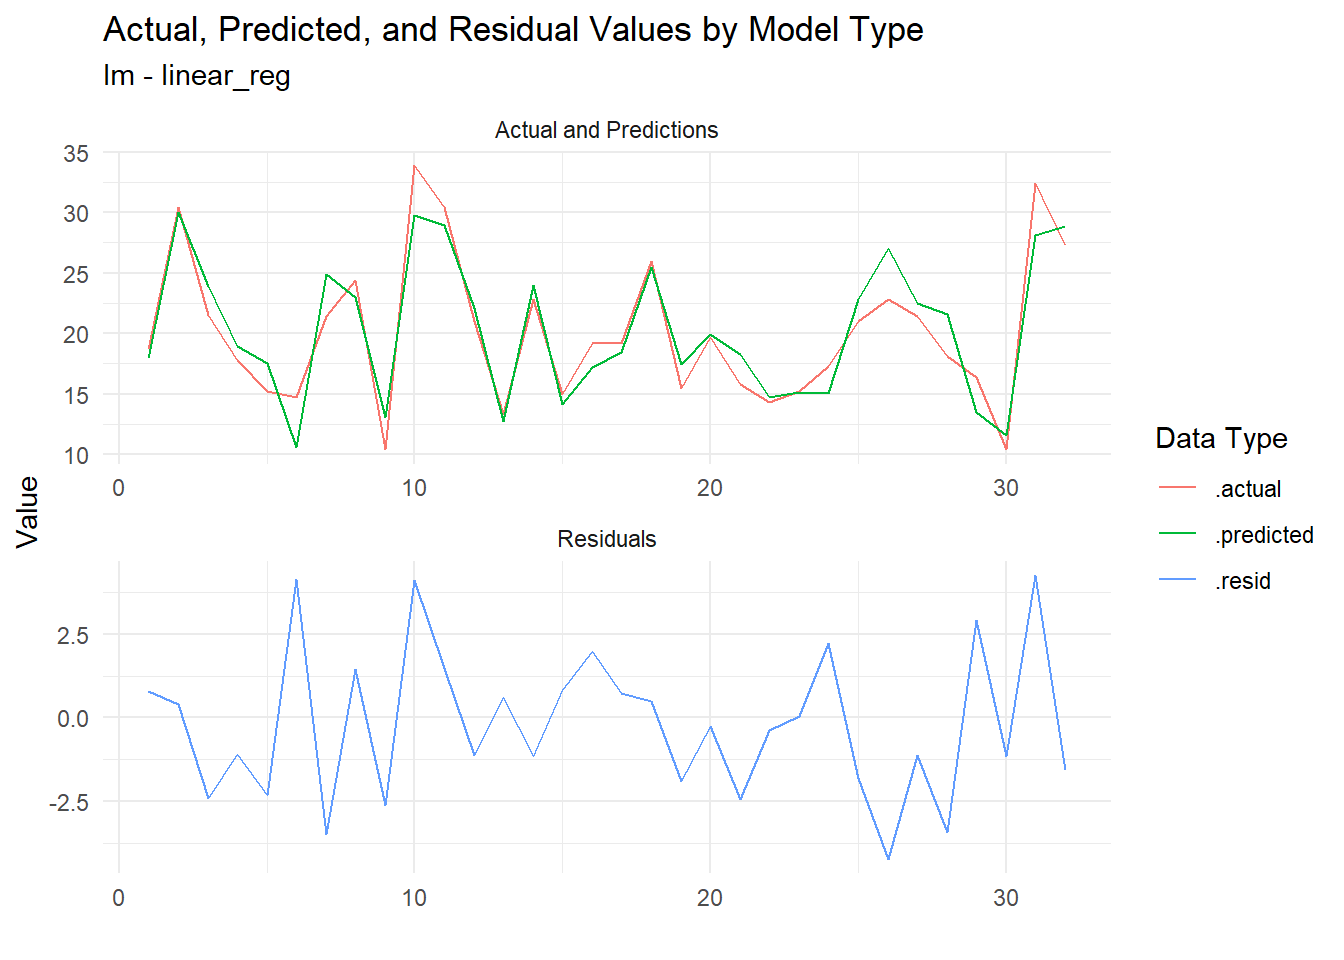 Actual, Predicted, and Residual Values by Model Type
lm - linear_reg
Actual and Predictions
35
30
25
20
15
10
0
10
20
30
Value
Residuals
2.5
0.0
-2.5
0
10
20
30
Data Type
.actual
.predicted
.resid